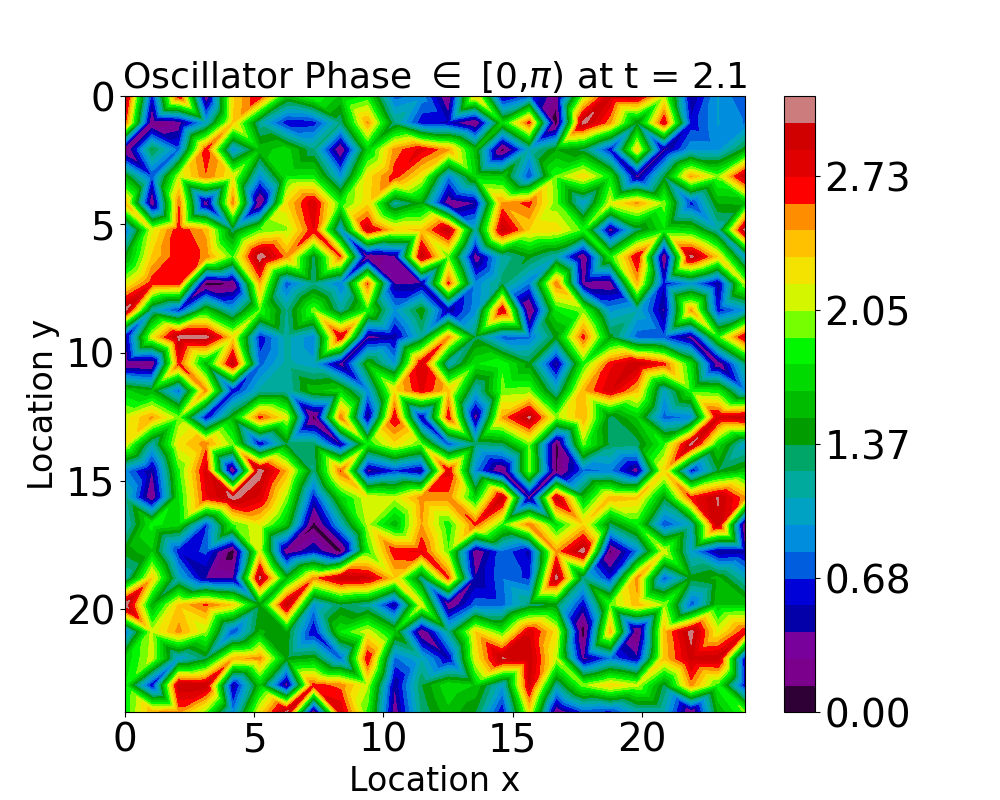 Oscillator Phase ∈ [0,π) at t = 2.1
0
5
10
15
20
Location y
0 5 10 15 20
Location x
2.73
2.05
1.37
0.68
0.00